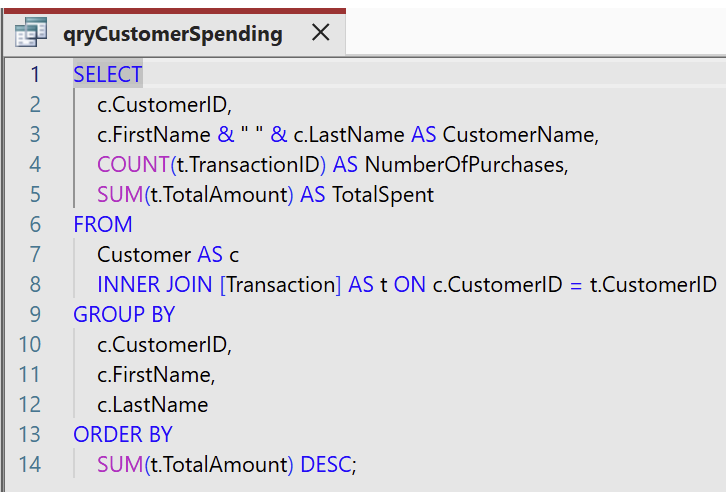 qryCustomerSpending
1 SELECT
2 c.CustomerID,
3 c.FirstName & " " & c.LastName AS CustomerName,
4 COUNT(t.TransactionID) AS NumberOfPurchases,
5 SUM(t.TotalAmount) AS TotalSpent
6 FROM
7 Customer AS c
8 INNER JOIN [Transaction] AS t ON c.CustomerID = t.CustomerID
9 GROUP BY
10 c.CustomerID,
11 c.FirstName,
12 c.LastName
13 ORDER BY
14 SUM(t.TotalAmount) DESC;